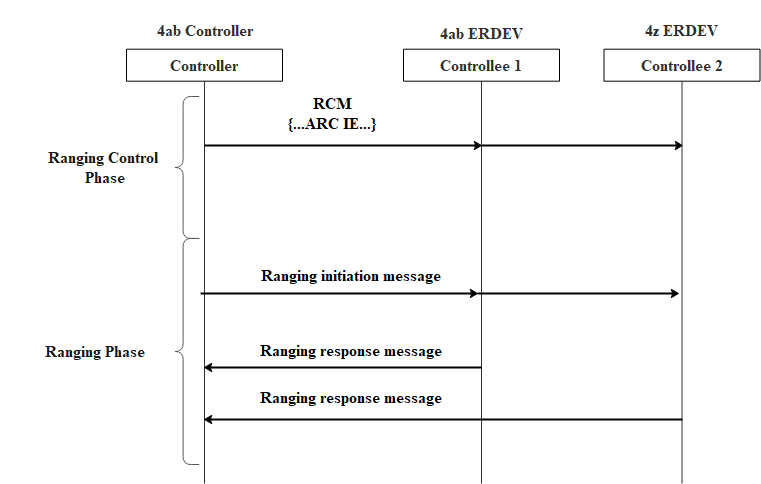 4ab Controller
4ab ERDEV
4z ERDEV
Controller
Controllee 1
Controllee 2
RCM
{...ARC IE...}
Ranging Control
Phase
Ranging initiation message
Ranging Phase
Ranging response message
Ranging response message